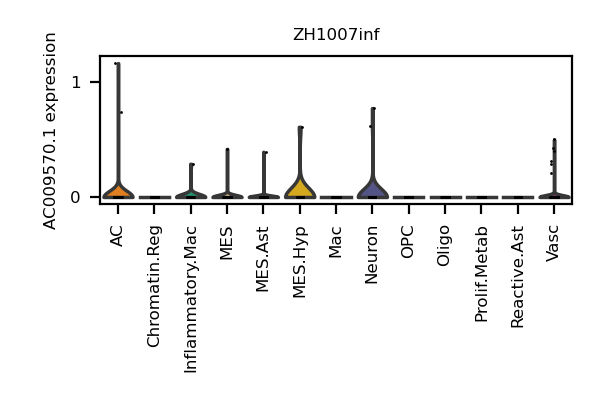 ZH1007inf
AC009570.1 expression
1
0
AC
Chromatin.Reg
Inflammatory.Mac
MES
MES.Ast
MES.Hyp
Mac
Neuron
OPC
Oligo
Prolif.Metab
Reactive.Ast
Vasc